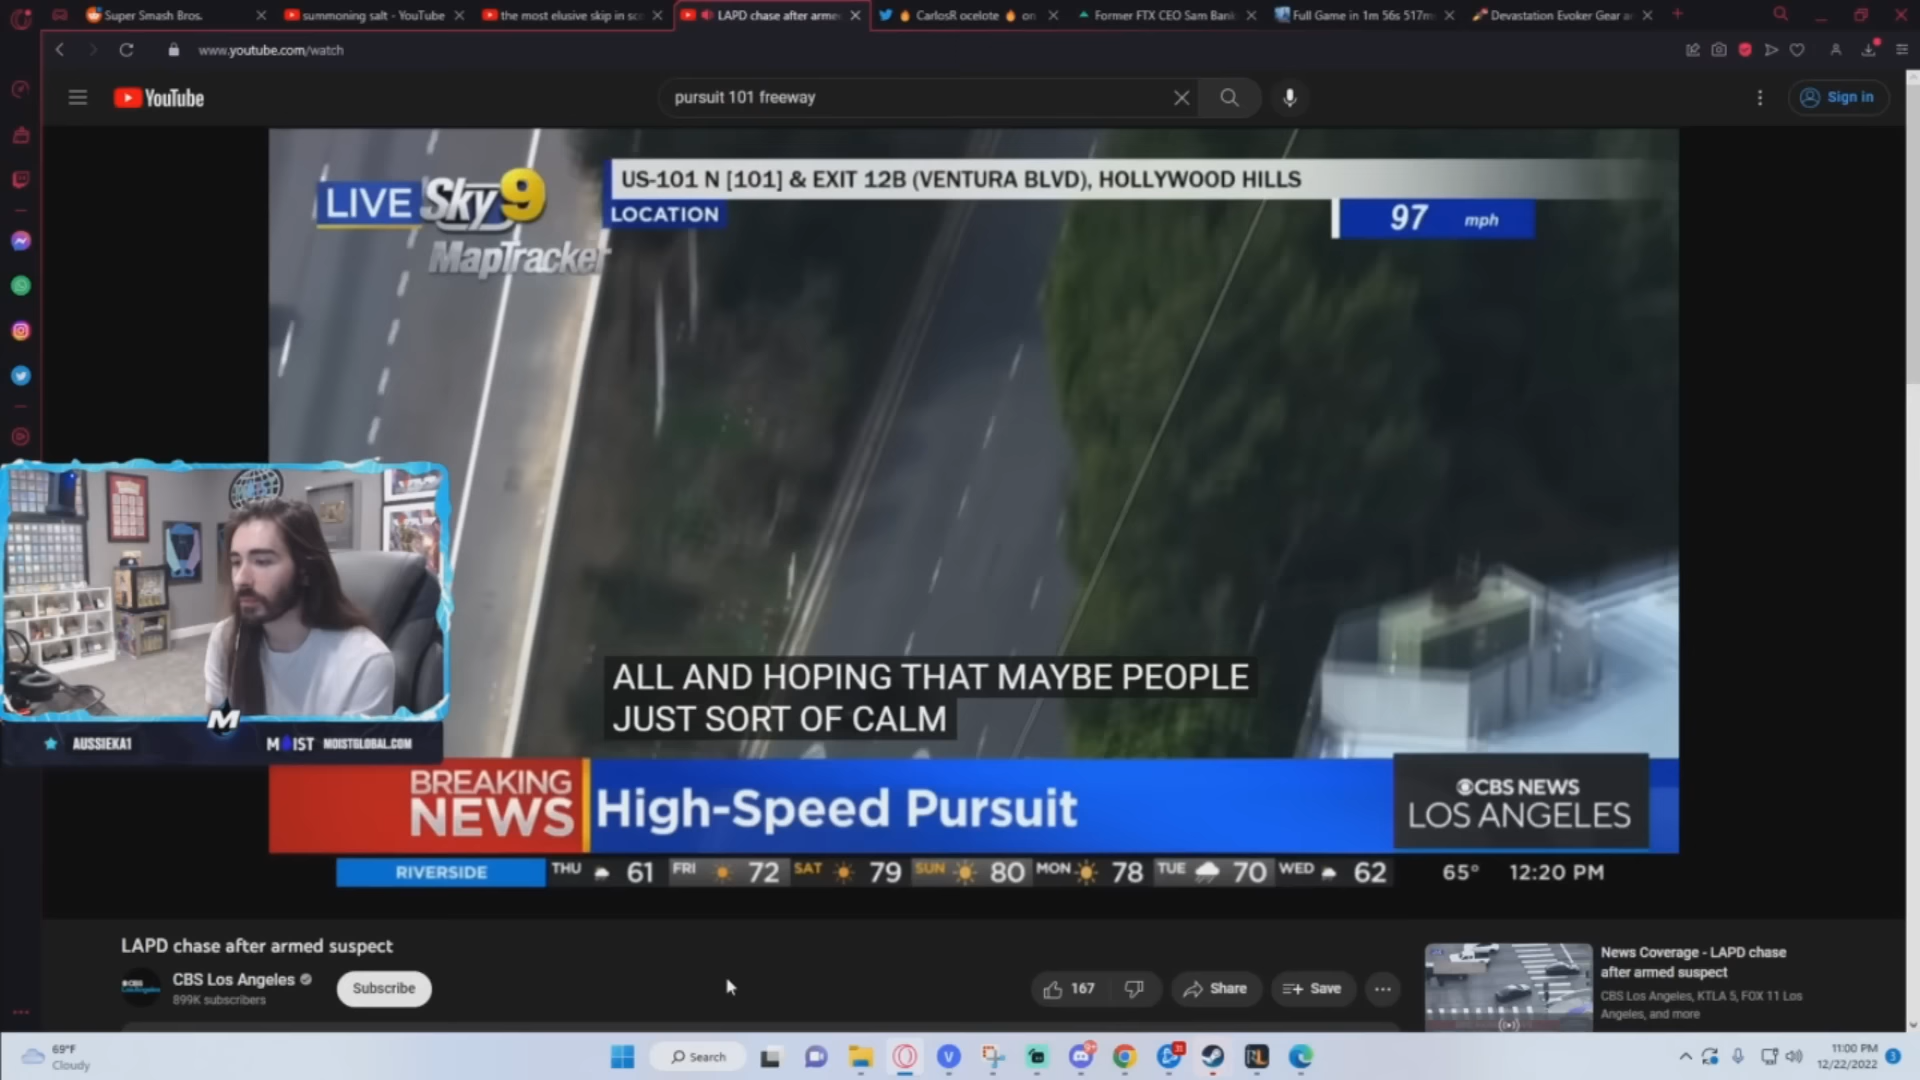 Super Smash Bros.
summoning salt - YouTube
the most elusive skip in sc
LAPD chase after arme
CarlosR ocelote 🔥 on
Former FTX CEO Sam Bank
Full Game in 1m 56s 517m
Devastation Evoker Gear a
www.youtube.com/watch
YouTube
pursuit 101 freeway
Sign in
LIVE Sky9
MapTracker
US-101 N [101] & EXIT 12B (VENTURA BLVD), HOLLYWOOD HILLS
LOCATION
97 mph
ALL AND HOPING THAT MAYBE PEOPLE
JUST SORT OF CALM
M
AUSSIEKA1
MOIST MOISTGLOBAL.COM
BREAKING
NEWS
High-Speed Pursuit
CBS NEWS
LOS ANGELES
RIVERSIDE THU 61 FRI 72 SAT 79 SUN 80 MON 78 TUE 70 WED 62 65° 12:20 PM
LAPD chase after armed suspect
CBS Los Angeles
899K subscribers
Subscribe
167
Share
Save
News Coverage - LAPD chase
after armed suspect
CBS Los Angeles, KTLA 5, FOX 11 Los
Angeles, and more
69°F
Cloudy
Search
31
11:00 PM
12/22/2022
3